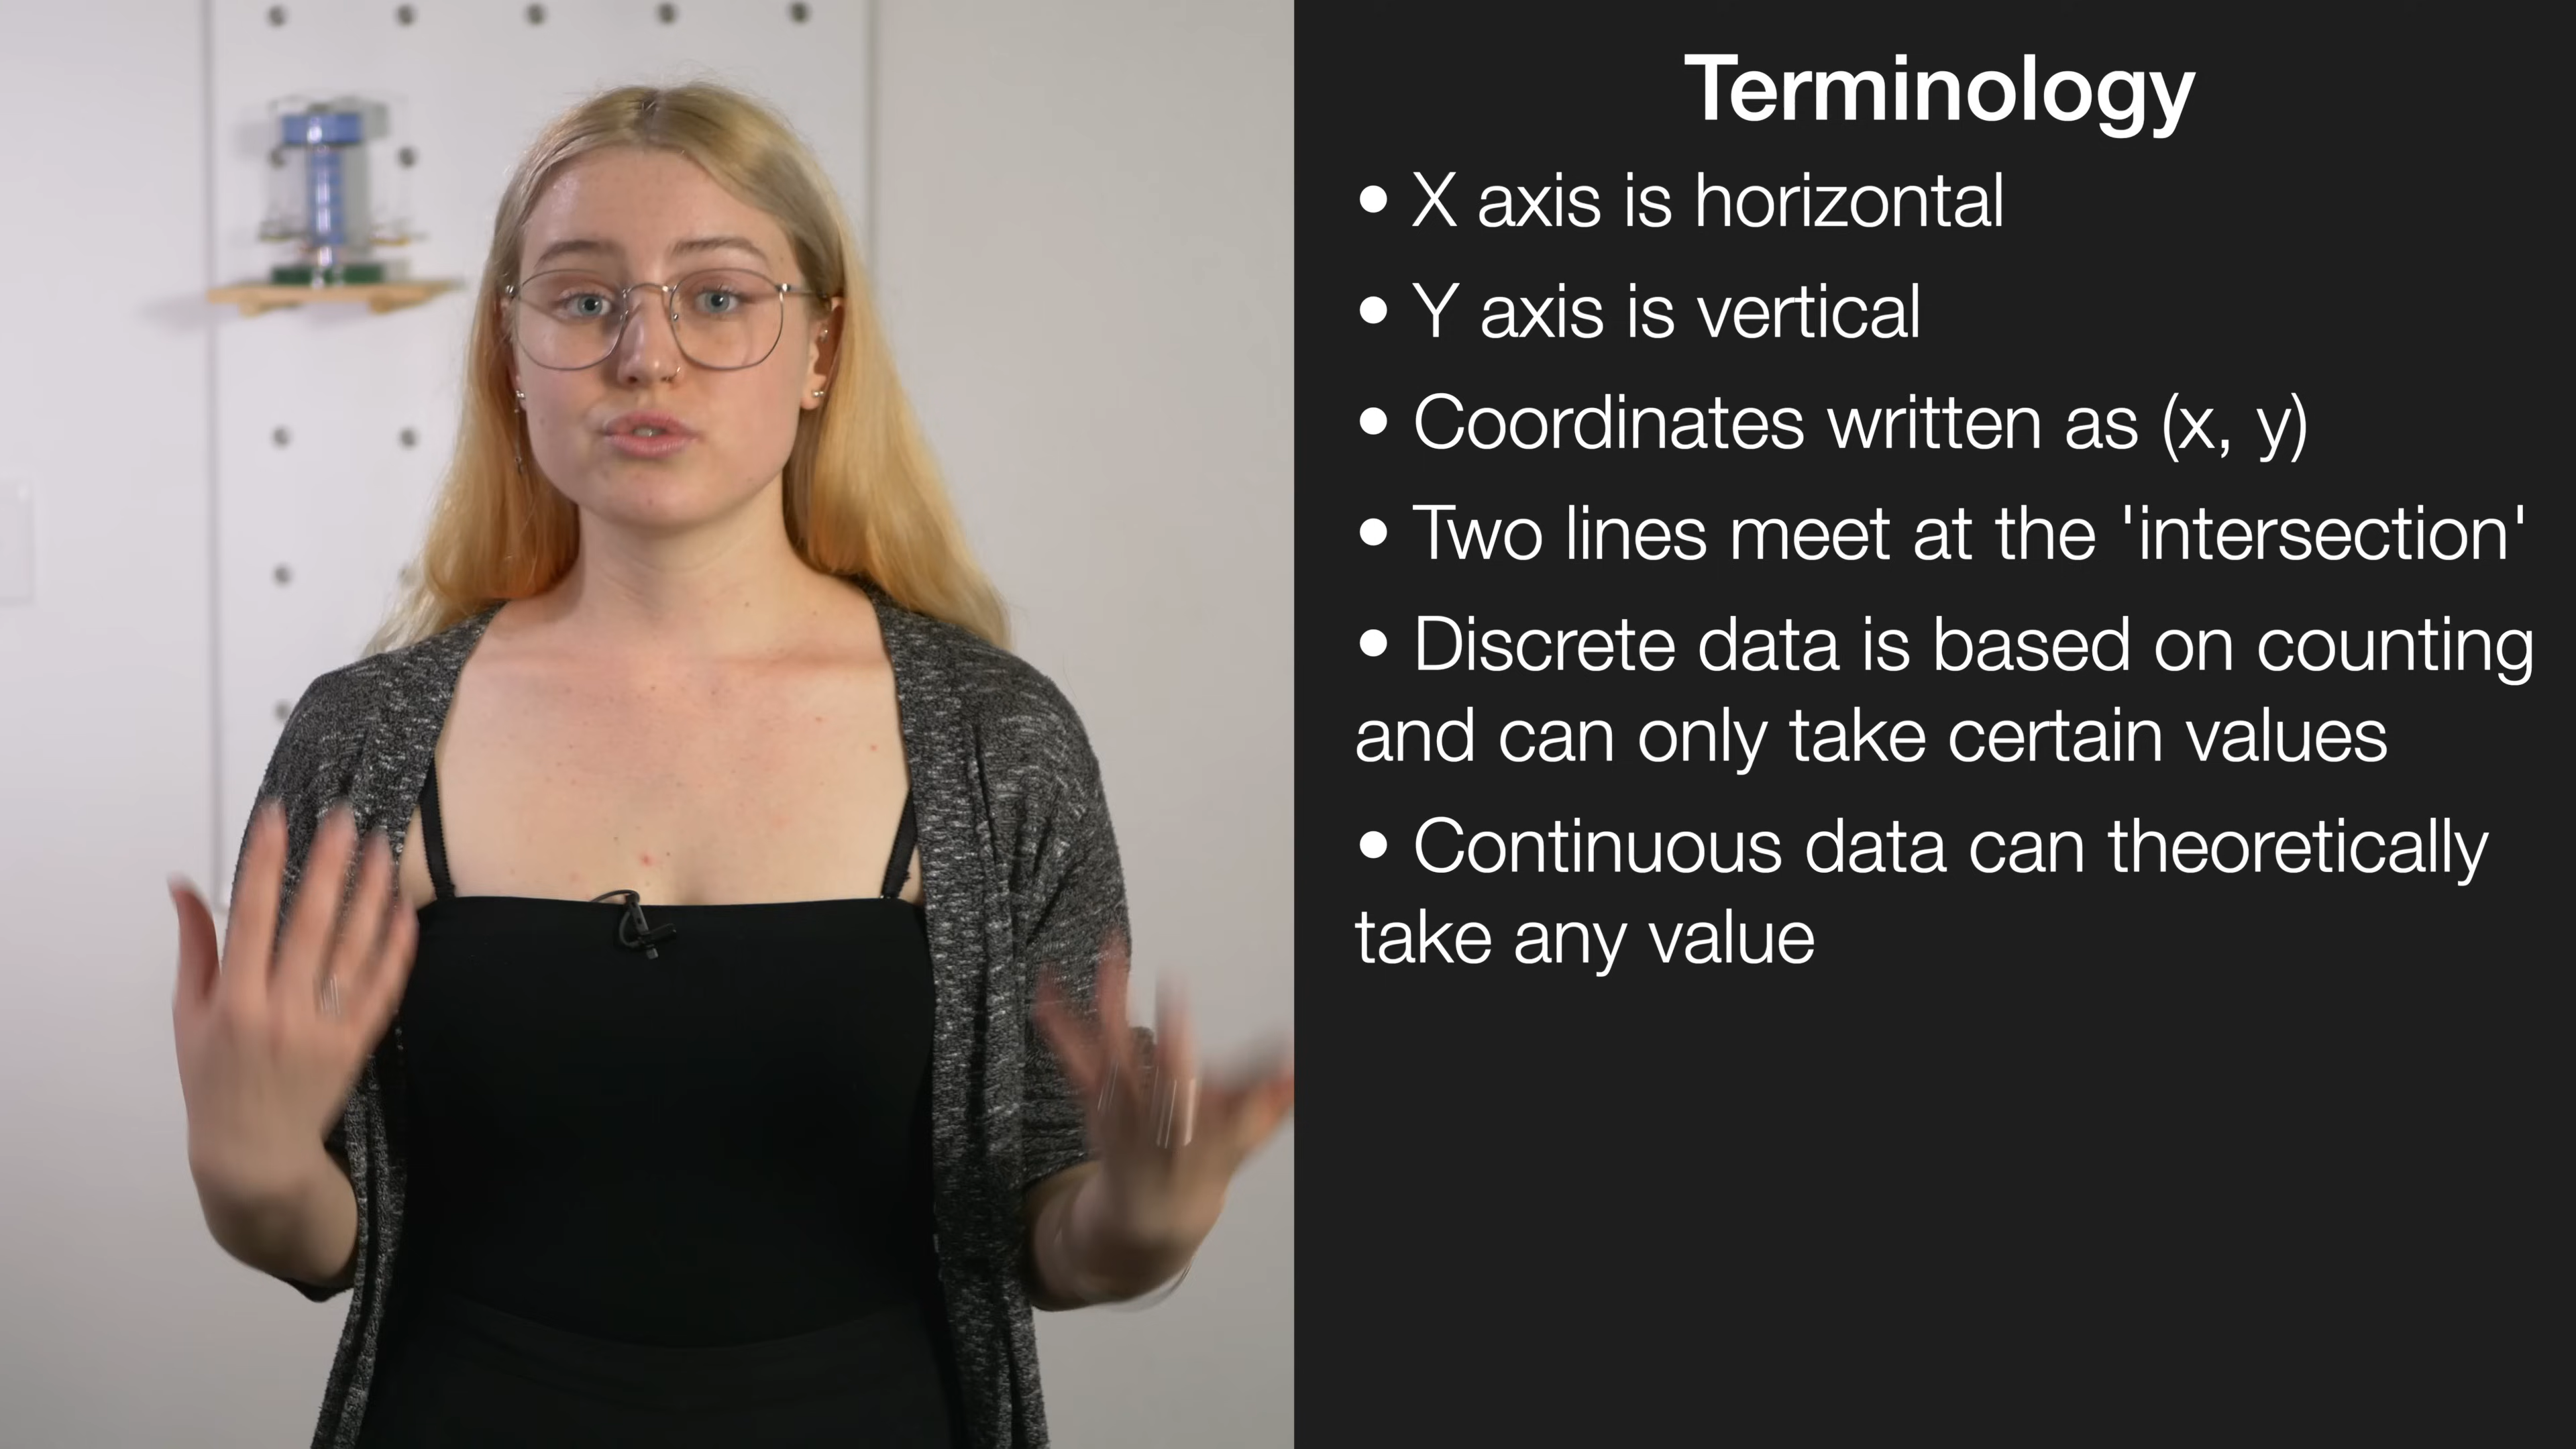 Terminology
• X axis is horizontal
• Y axis is vertical
• Coordinates written as (x, y)
• Two lines meet at the 'intersection'
• Discrete data is based on counting
and can only take certain values
• Continuous data can theoretically
take any value